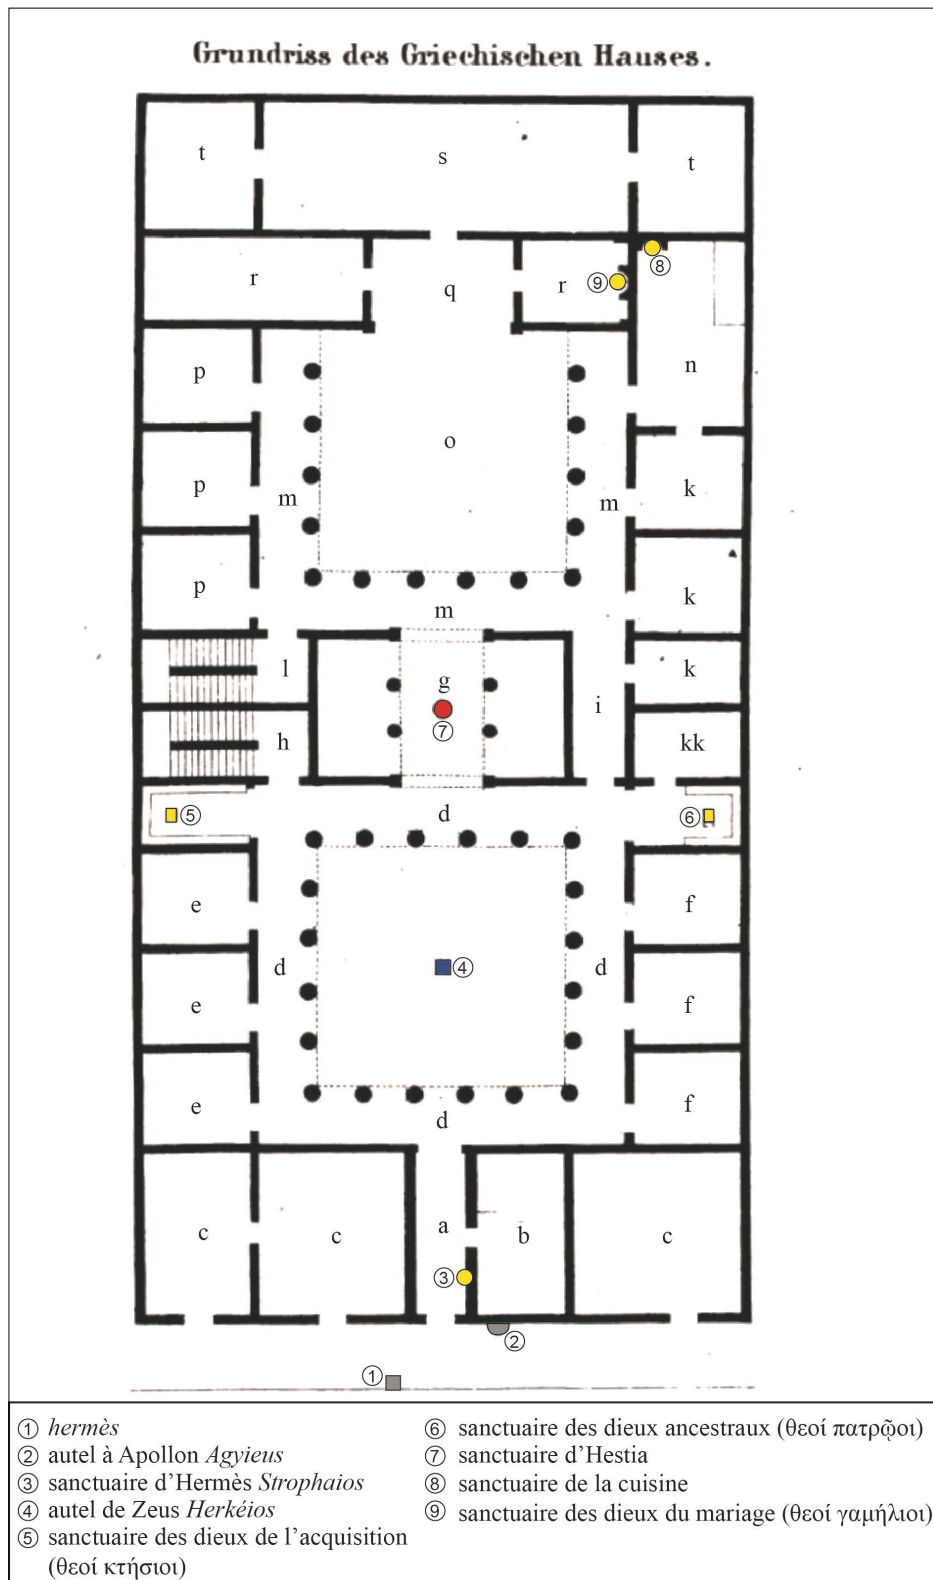 Grundriss des Griechischen Hauses.
t
s
t
r
q
r
⑨
⑧
p
n
p
o
k
m
m
p
k
m
l
g
k
i
⑦
h
kk
⑤
d
⑥
e
f
d
④
d
e
f
e
f
d
c
c
a
b
c
③
②
①
① hermès
② autel à Apollon Agyieus
③ sanctuaire d’Hermès Strophaios
④ autel de Zeus Herkéios
⑤ sanctuaire des dieux de l’acquisition
(θεοί κτήσιοι)
⑥ sanctuaire des dieux ancestraux (θεοί πατρῷοι)
⑦ sanctuaire d’Hestia
⑧ sanctuaire de la cuisine
⑨ sanctuaire des dieux du mariage (θεοί γαμήλιοι)